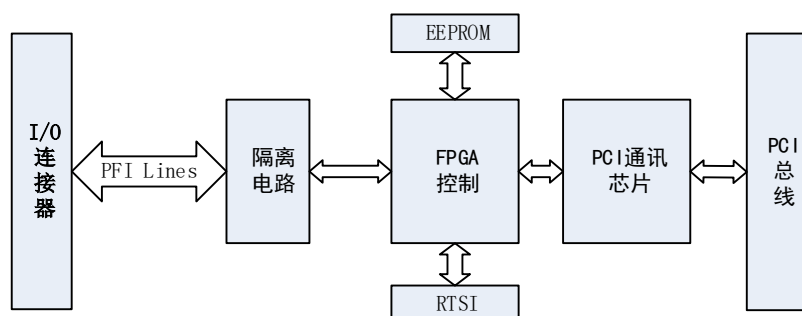 EEPROM
I/O
连接器
PFI Lines
隔离
电路
FPGA
控制
PCI通讯
芯片
PCI
总
线
RTSI